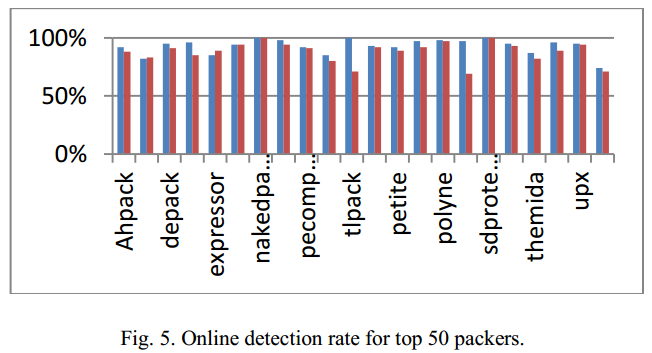 100%
50%
0%
Ahpack
depack
expressor
nakedpa...
pecomp...
tlpack
petite
polyne
sdprote...
themida
upx
Fig. 5. Online detection rate for top 50 packers.